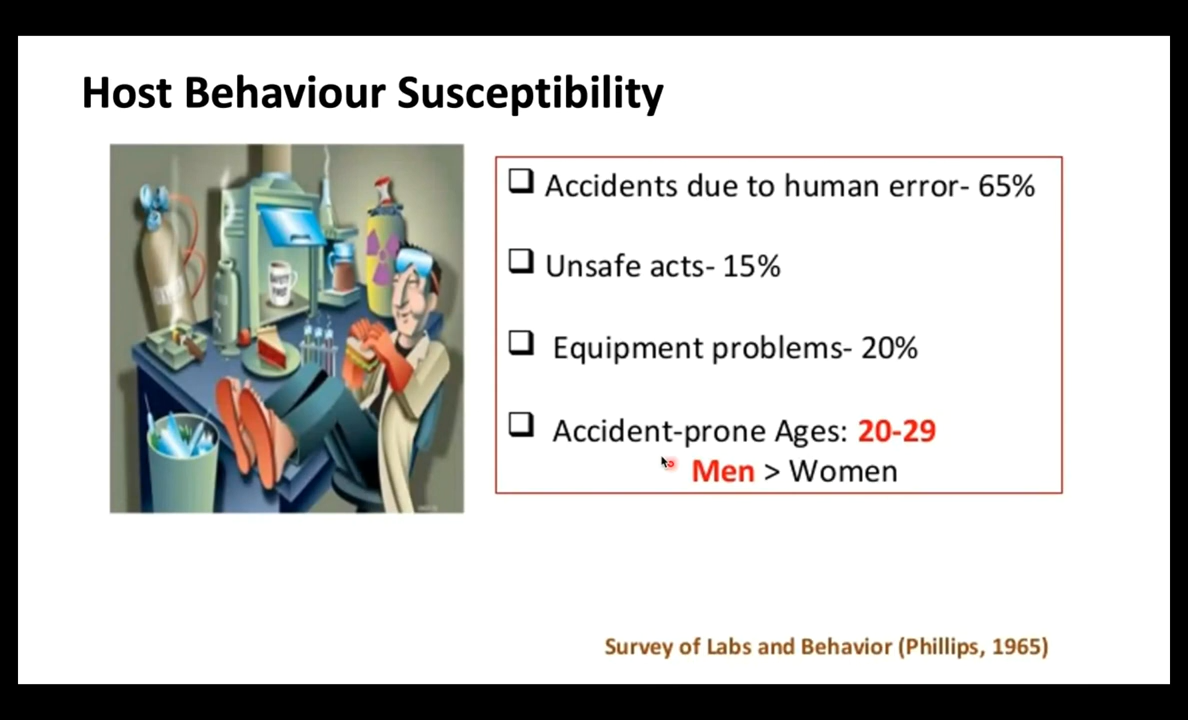 Host Behaviour Susceptibility
Accidents due to human error- 65%
Unsafe acts- 15%
Equipment problems- 20%
Accident-prone Ages: 20-29
Men > Women
Survey of Labs and Behavior (Phillips, 1965)